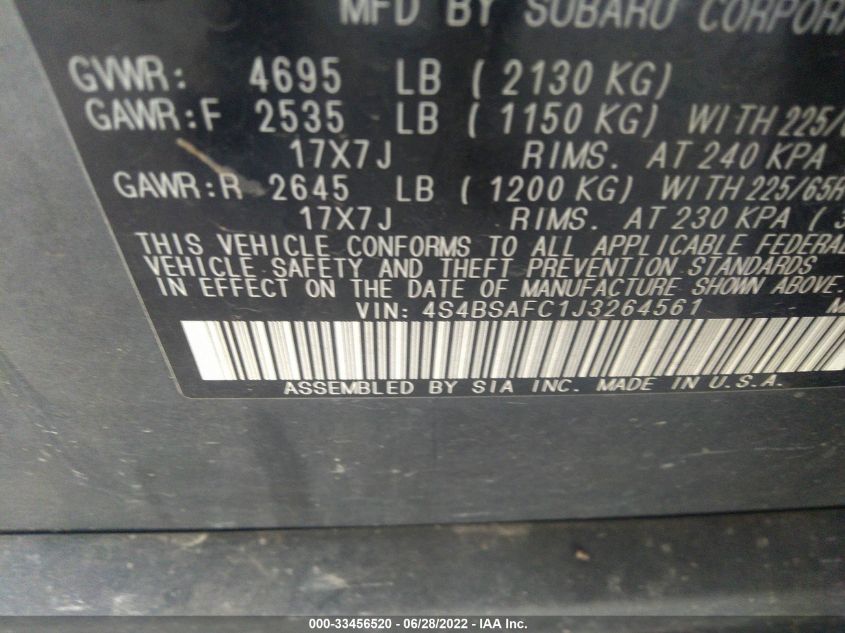 MFD BY SUBARU
GVWR: 4695 LB ( 2130 KG)
GAWR:F 2535 LB ( 1150 KG) WITH 225/
17X7J RIMS. AT 240 KPA
GAWR:R 2645 LB ( 1200 KG) WITH 225/65R
17X7J RIMS. AT 230 KPA (
THIS VEHICLE CONFORMS TO ALL APPLICABLE FEDERAL
VEHICLE SAFETY AND THEFT PREVENTION STANDARDS
IN EFFECT ON THE DATE OF MANUFACTURE SHOWN ABOVE.
VIN: 4S4BSAFC1J3264561
ASSEMBLED BY SIA INC. MADE IN U.S.A.
000-33456520 - 06/28/2022 - IAA Inc.